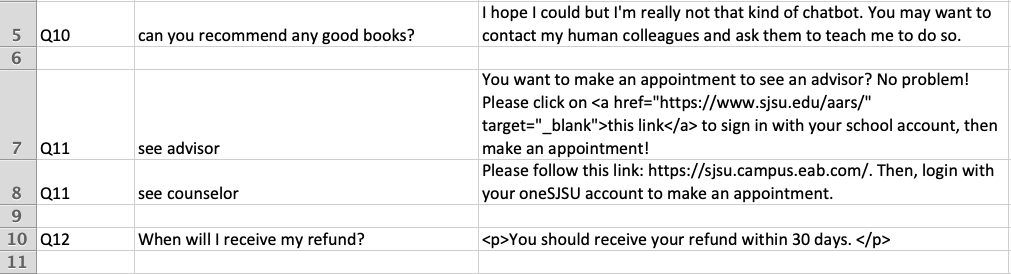 I hope I could but I'm really not that kind of chatbot. You may want to
5 Q10 can you recommend any good books? contact my human colleagues and ask them to teach me to do so.
6
You want to make an appointment to see an advisor? No problem!
Please click on <a href="https://www.sjsu.edu/aars/"
target="_blank">this link</a> to sign in with your school account, then
7 Q11 see advisor make an appointment!
Please follow this link: https://sjsu.campus.eab.com/. Then, login with
8 Q11 see counselor your oneSJSU account to make an appointment.
9
10 Q12 When will I receive my refund? <p>You should receive your refund within 30 days. </p>
11